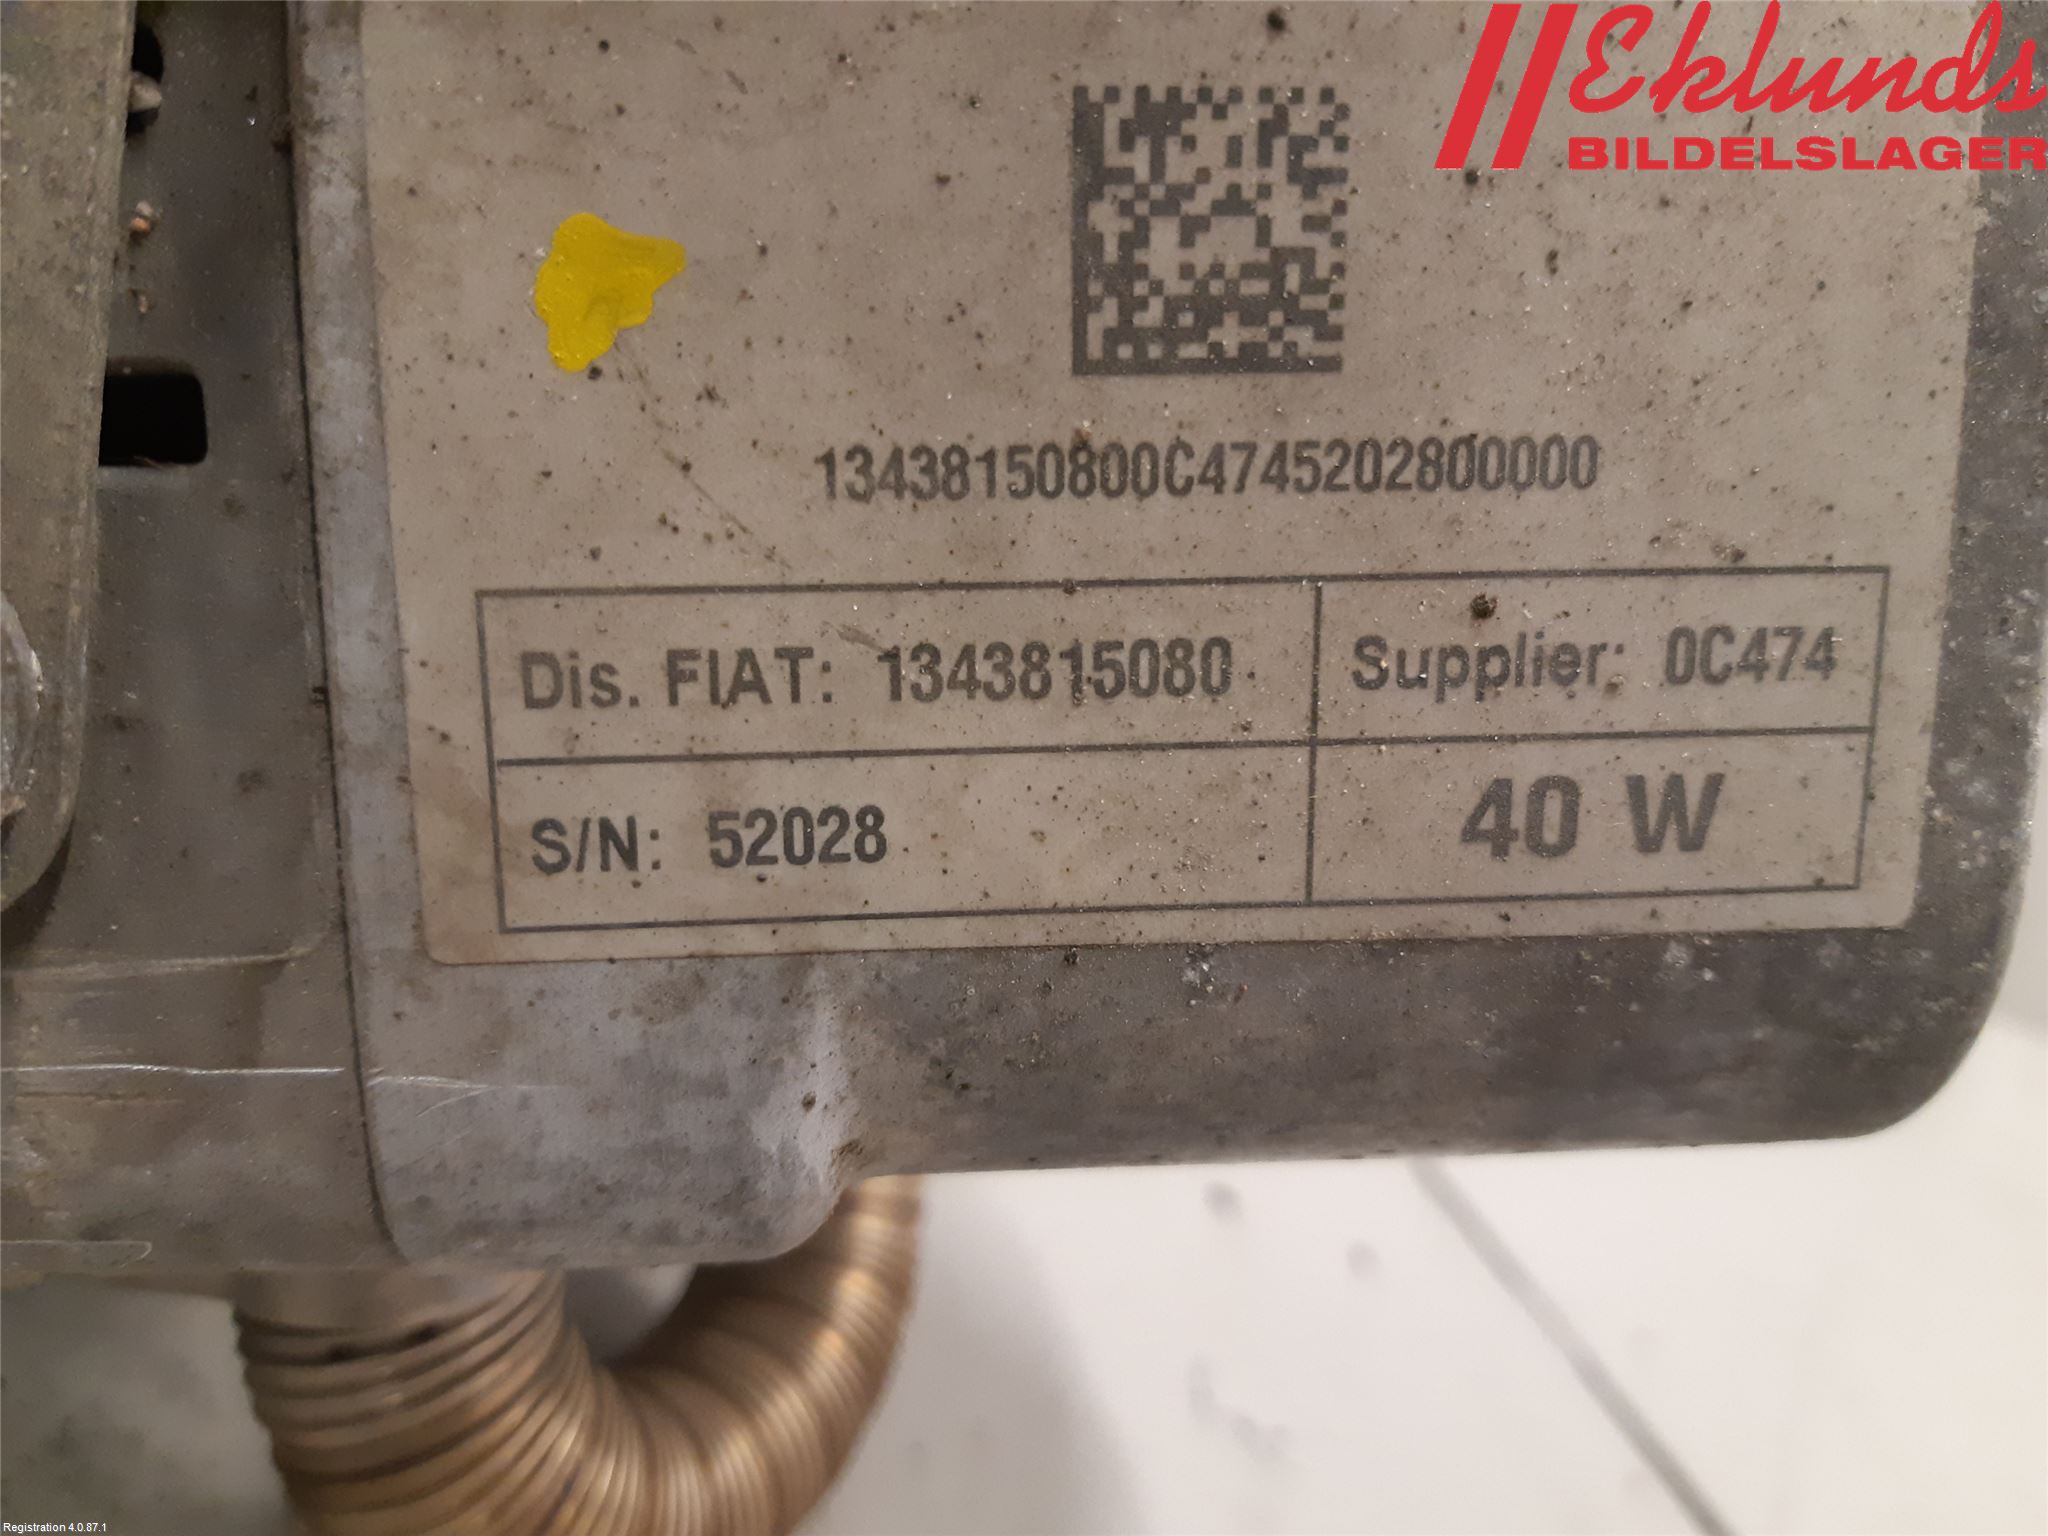 Eklunds
BILDELSLAGER
13438150800C4745202800000
Dis. FIAT: 1343815080
Supplier: 0C474
S/N: 52028
40 W
Registration 4.0.87.1